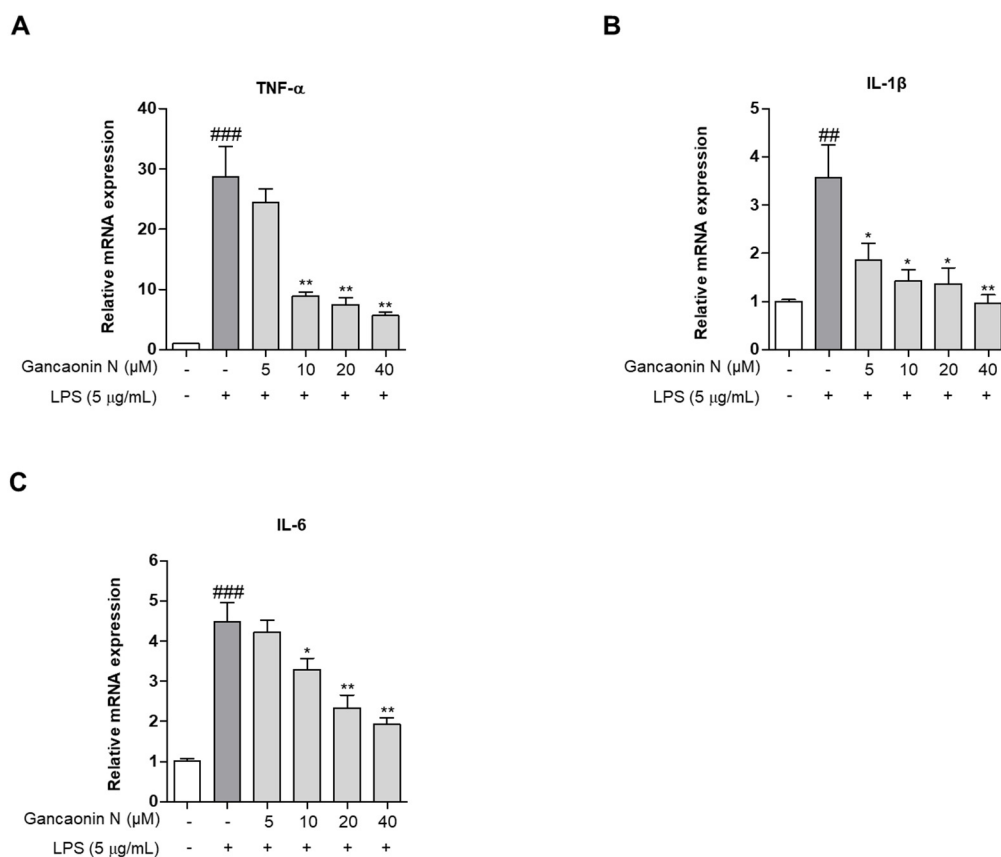 A
TNF-α
Relative mRNA expression
40
30
20
10
0
###
** ** **
Gancaonin N (μM) - - 5 10 20 40
LPS (5 μg/mL) - + + + + +
B
IL-1β
Relative mRNA expression
5
4
3
2
1
0
##
* * * **
Gancaonin N (μM) - - 5 10 20 40
LPS (5 μg/mL) - + + + + +
C
IL-6
Relative mRNA expression
6
5
4
3
2
1
0
###
* ** **
Gancaonin N (μM) - - 5 10 20 40
LPS (5 μg/mL) - + + + + +